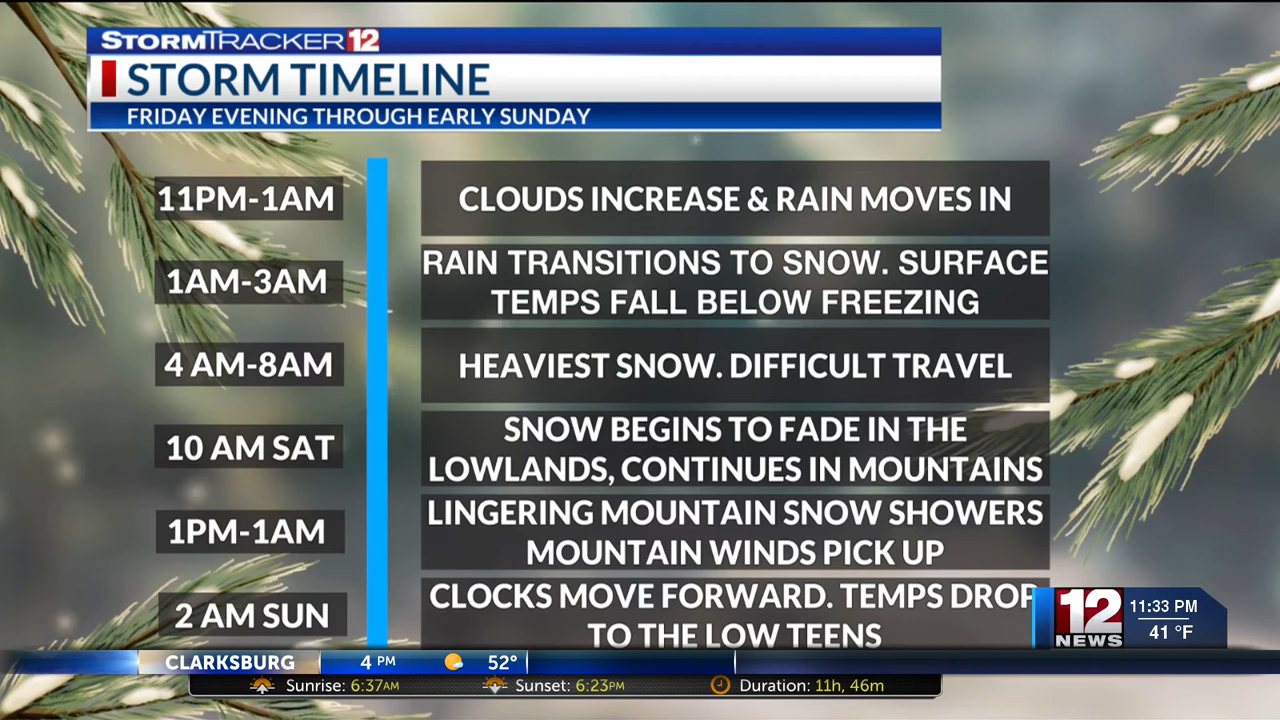 STORMTRACKER 12
STORM TIMELINE
FRIDAY EVENING THROUGH EARLY SUNDAY
11PM-1AM
CLOUDS INCREASE & RAIN MOVES IN
1AM-3AM
RAIN TRANSITIONS TO SNOW. SURFACE
TEMPS FALL BELOW FREEZING
4 AM-8AM
HEAVIEST SNOW. DIFFICULT TRAVEL
10 AM SAT
SNOW BEGINS TO FADE IN THE
LOWLANDS, CONTINUES IN MOUNTAINS
1PM-1AM
LINGERING MOUNTAIN SNOW SHOWERS
MOUNTAIN WINDS PICK UP
2 AM SUN
CLOCKS MOVE FORWARD. TEMPS DROP
TO THE LOW TEENS
12
NEWS
11:33 PM
41 °F
CLARKSBURG 4 PM 52°
Sunrise: 6:37AM Sunset: 6:23PM Duration: 11h, 46m